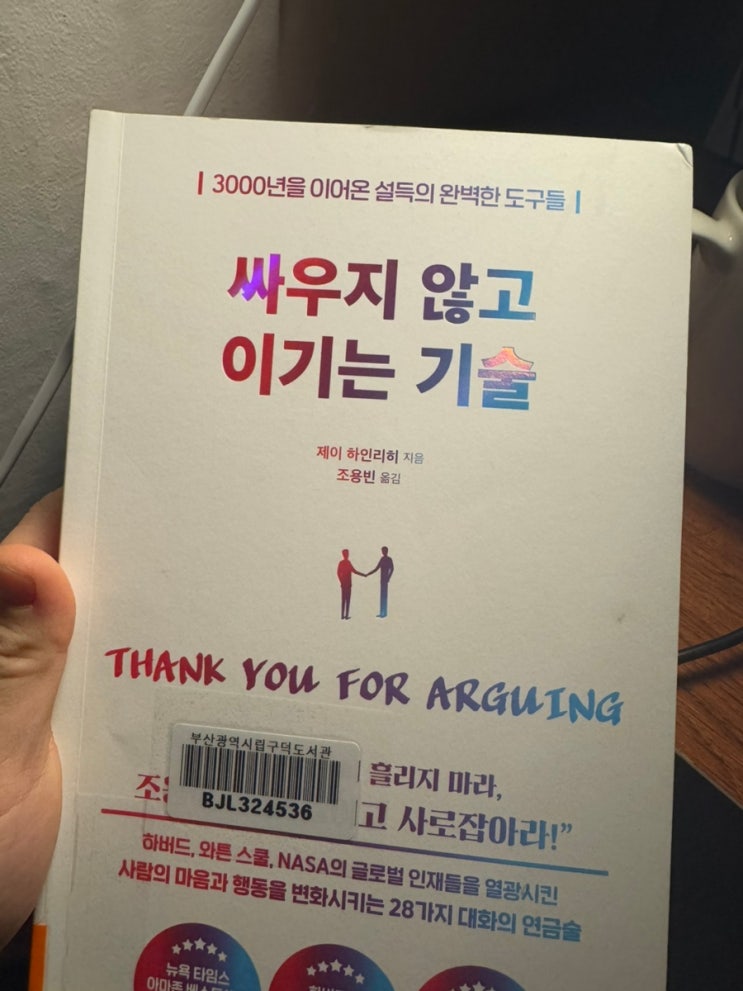 | 3000년을 이어온 설득의 완벽한 도구들 |
싸우지 않고
이기는 기술
제이 하인리히 지음
조용빈 옮김
THANK YOU FOR ARGUING
부산광역시립구덕도서관
BJL324536
흘리지 마라,
고 사로잡아라!”
하버드, 와튼 스쿨, NASA의 글로벌 인재들을 열광시킨
사람의 마음과 행동을 변화시키는 28가지 대화의 연금술
뉴욕 타임스